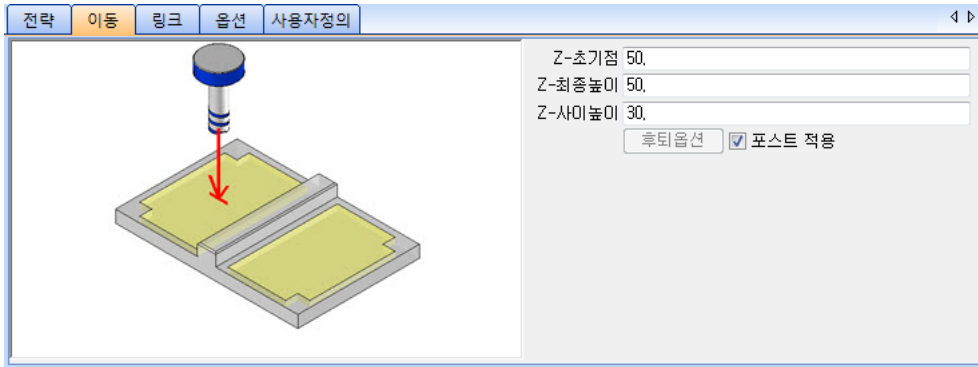 전략 이동 링크 옵션 사용자정의
Z-초기점 50,
Z-최종높이 50,
Z-사이높이 30,
후퇴옵션 포스트 적용